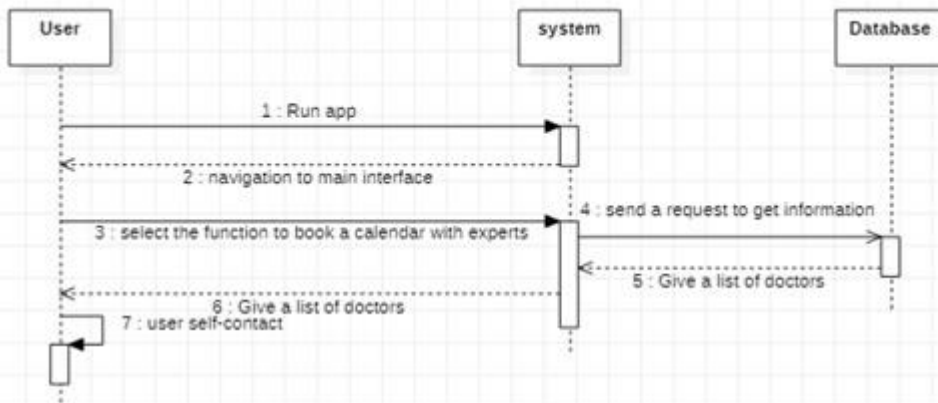 User
system
Database
1 : Run app
2 : navigation to main interface
3 : select the function to book a calendar with experts
4 : send a request to get information
5 : Give a list of doctors
6 : Give a list of doctors
7 : user self-contact